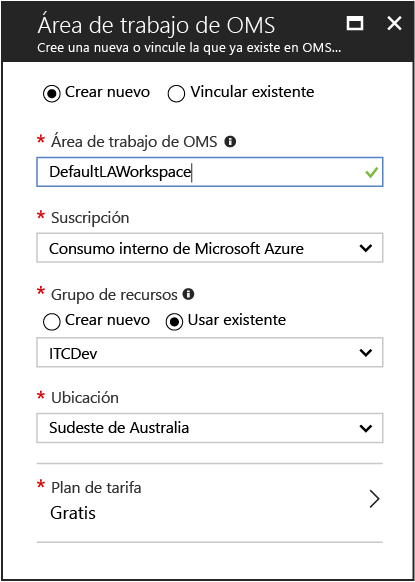 Área de trabajo de OMS
Cree una nueva o vincule la que ya existe en OMS...
Crear nuevo Vincular existente
* Área de trabajo de OMS
DefaultLAWorkspace
* Suscripción
Consumo interno de Microsoft Azure
* Grupo de recursos
Crear nuevo Usar existente
ITCDev
* Ubicación
Sudeste de Australia
* Plan de tarifa
Gratis